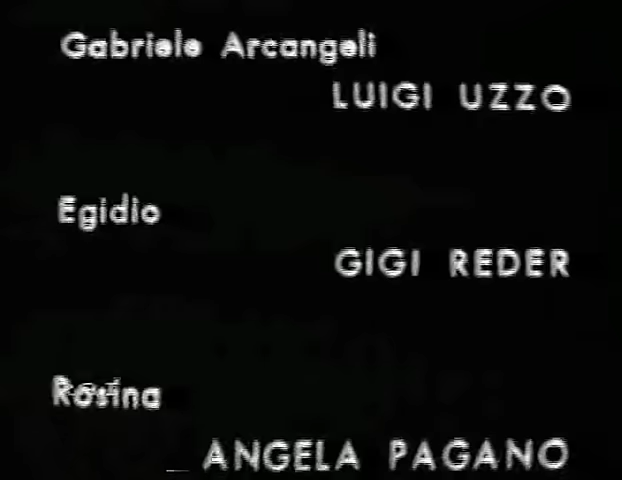 Gabriele Arcangeli
LUIGI UZZO
Egidio
GIGI REDER
Rosina
ANGELA PAGANO